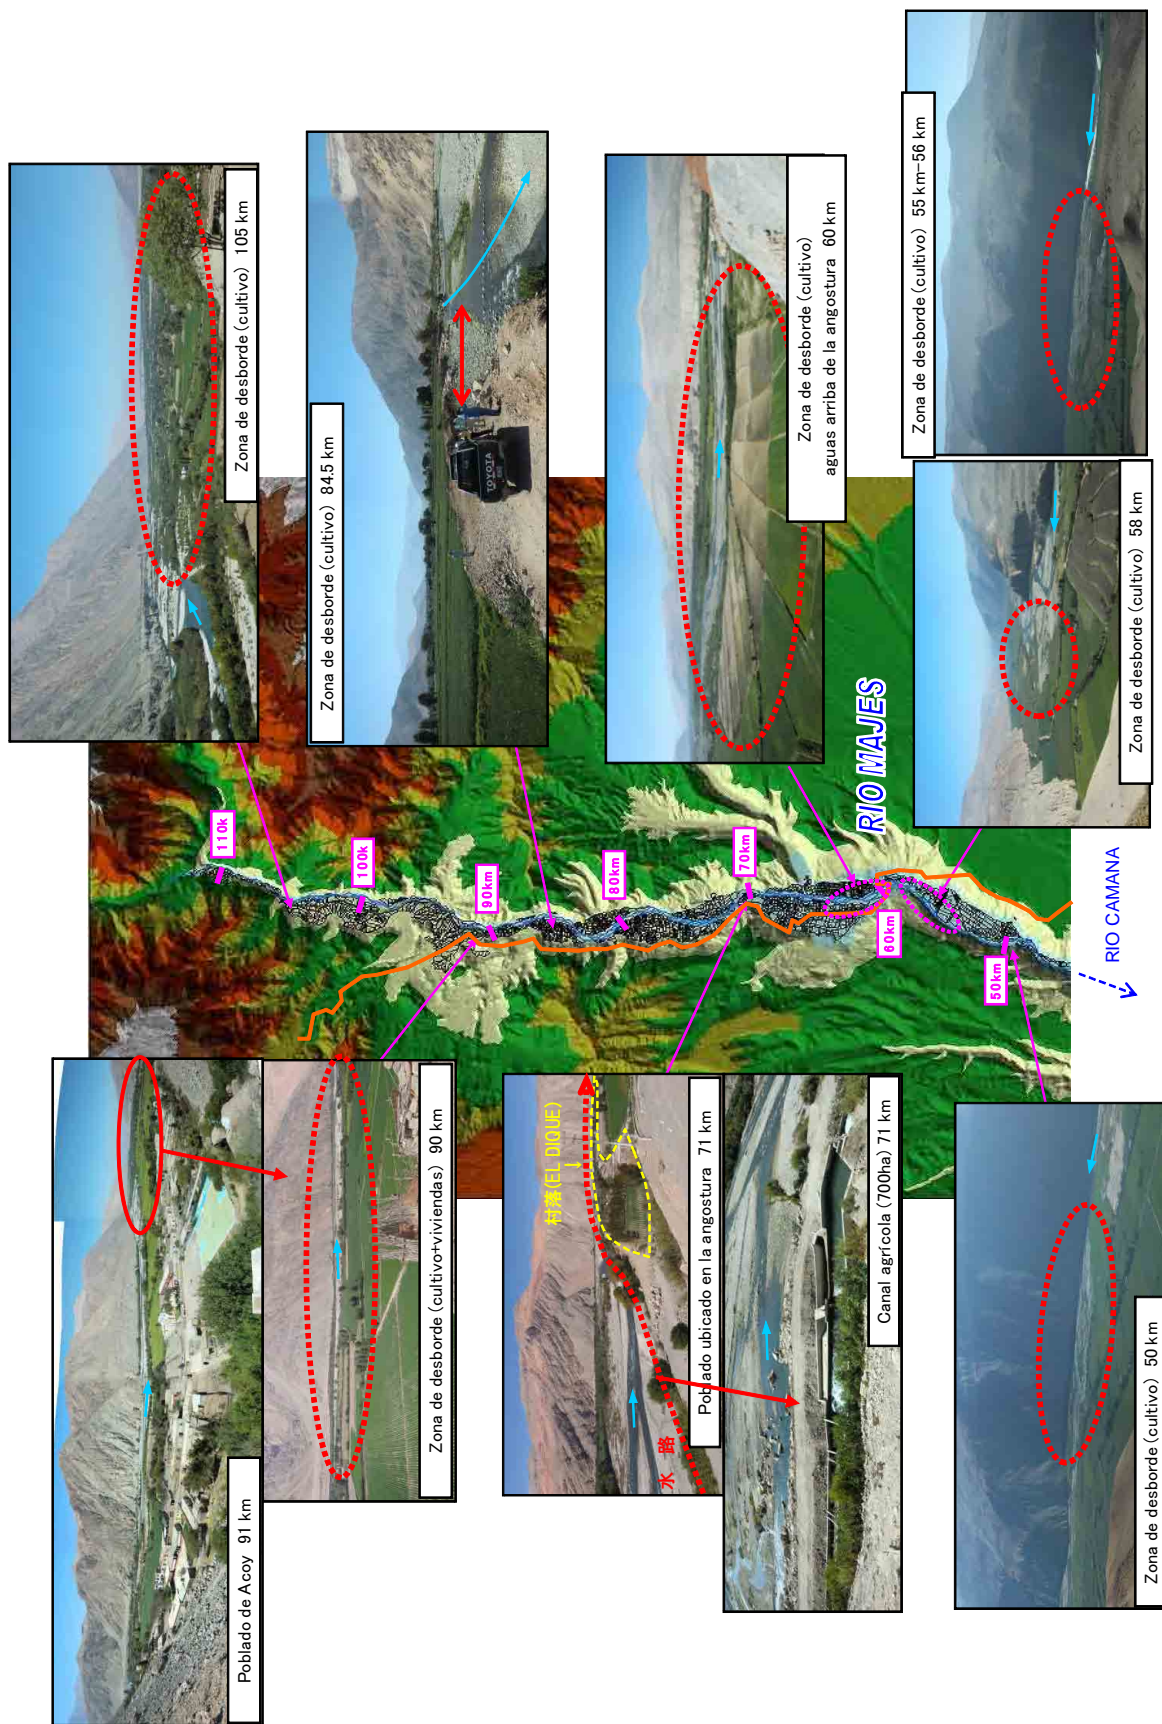 Poblado de Acoy 91 km
Zona de desborde (cultivo+viviendas) 90 km
村落(EL DIQUE)
水 路
Poblado ubicado en la angostura 71 km
Canal agrícola (700ha) 71 km
Zona de desborde (cultivo) 50 km
110k
100k
90km
80km
70km
60km
50km
RIO MAJES
RIO CAMANA
Zona de desborde (cultivo) 105 km
Zona de desborde (cultivo) 84.5 km
TOYOTA
Zona de desborde (cultivo)
aguas arriba de la angostura 60 km
Zona de desborde (cultivo) 58 km
Zona de desborde (cultivo) 55 km-56 km